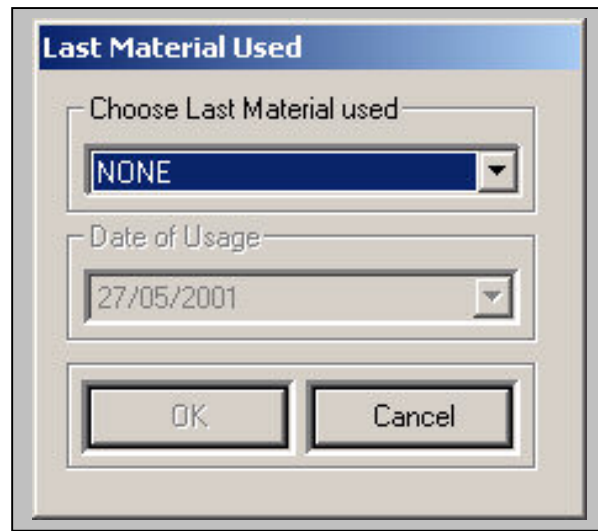 Last Material Used
Choose Last Material used
NONE
Date of Usage
27/05/2001
OK Cancel